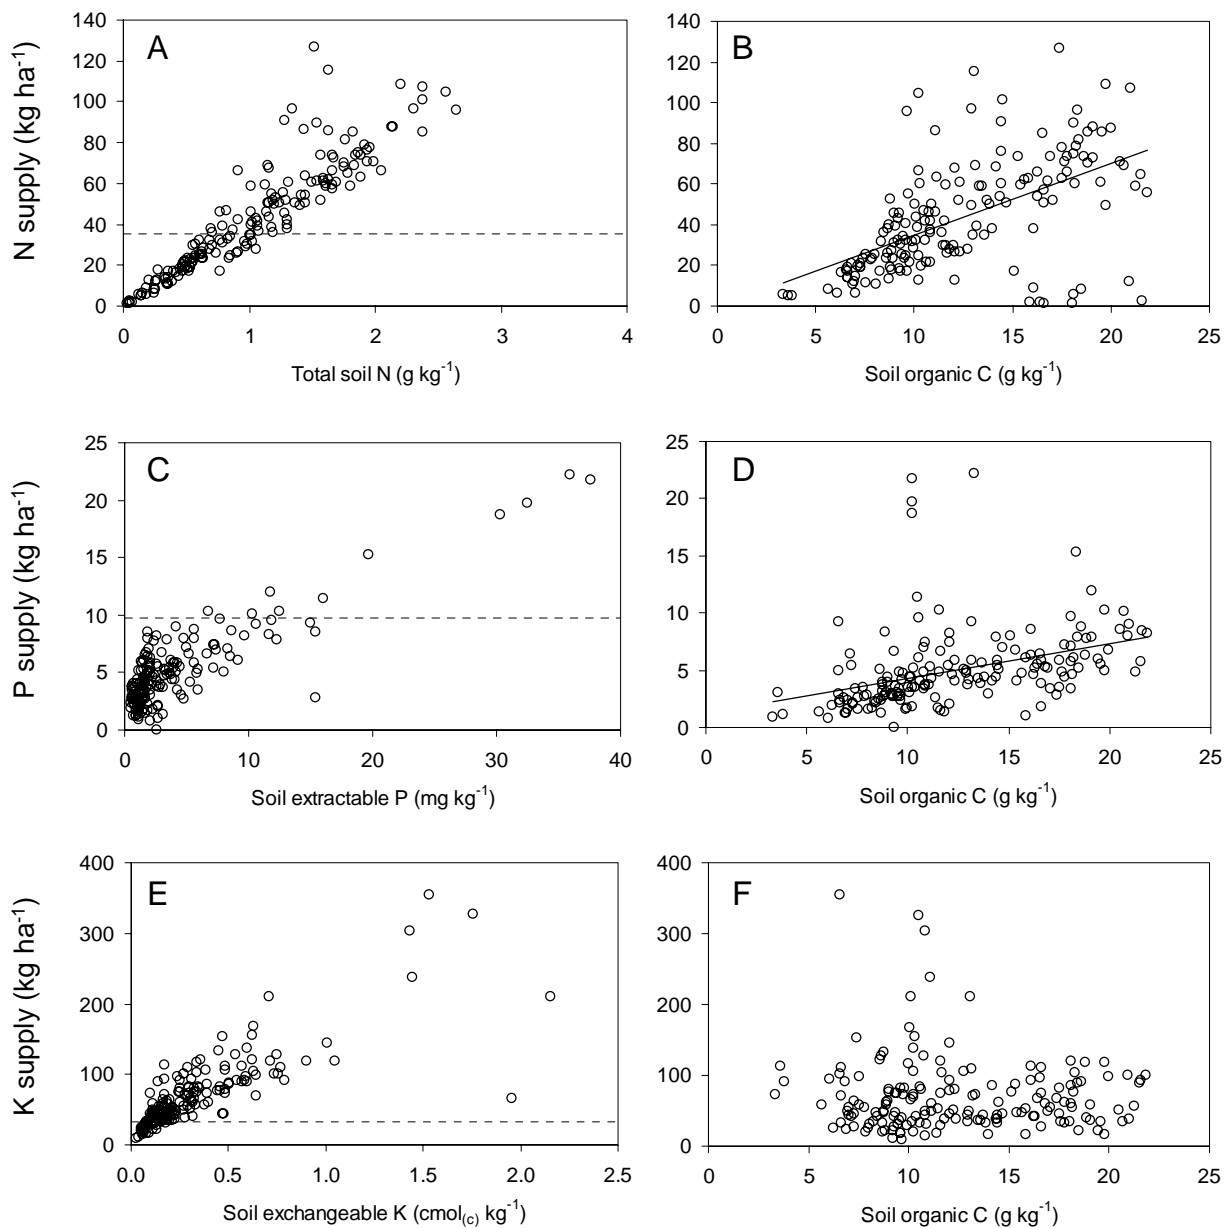 A
B
N supply (kg ha-1)
140
120
100
80
60
40
20
0
0 1 2 3 4
Total soil N (g kg-1)
140
120
100
80
60
40
20
0
0 5 10 15 20 25
Soil organic C (g kg-1)
C
D
P supply (kg ha-1)
25
20
15
10
5
0
0 10 20 30 40
Soil extractable P (mg kg-1)
25
20
15
10
5
0
0 5 10 15 20 25
Soil organic C (g kg-1)
E
F
K supply (kg ha-1)
400
300
200
100
0
0.0 0.5 1.0 1.5 2.0 2.5
Soil exchangeable K (cmol(c) kg-1)
400
300
200
100
0
0 5 10 15 20 25
Soil organic C (g kg-1)